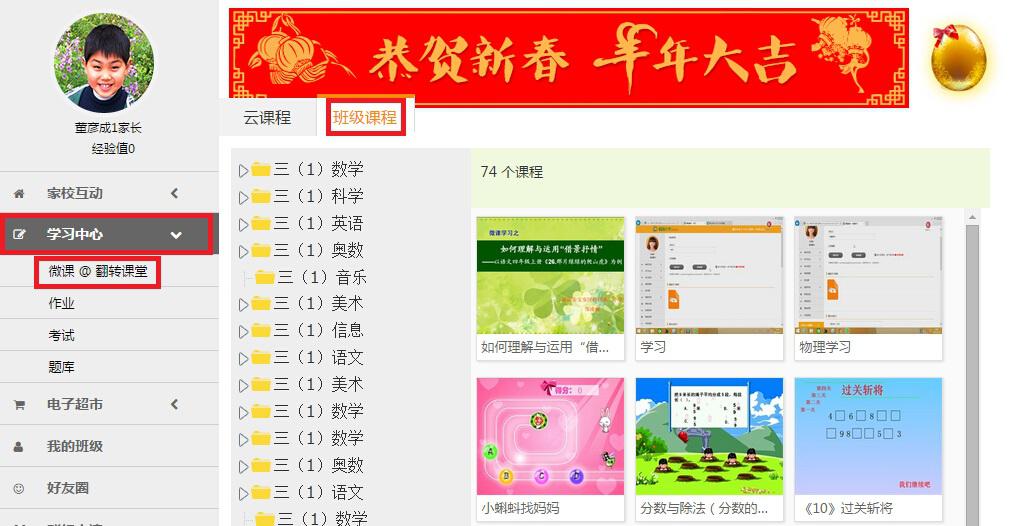 恭贺新春 羊年大吉
董彦成1家长
经验值0
家校互动
学习中心
微课 @ 翻转课堂
作业
考试
题库
电子超市
我的班级
好友圈
云课程
班级课程
三（1）数学
三（1）科学
三（1）英语
三（1）奥数
三（1）音乐
三（1）美术
三（1）信息
三（1）语文
三（1）美术
三（1）数学
三（1）数学
三（1）奥数
三（1）语文
三（1）数学
74 个课程
微课学习之
如何理解与运用“借景抒情”
如何理解与运用 “借...
学习
物理学习
得分：0
A
B
C
D
小蝌蚪找妈妈
分数与除法（分数的...
过关斩将
第四关
第三关
第二关
第一关
4□6□8□□
□98□□5□3
我们继续吧
《10》过关斩将